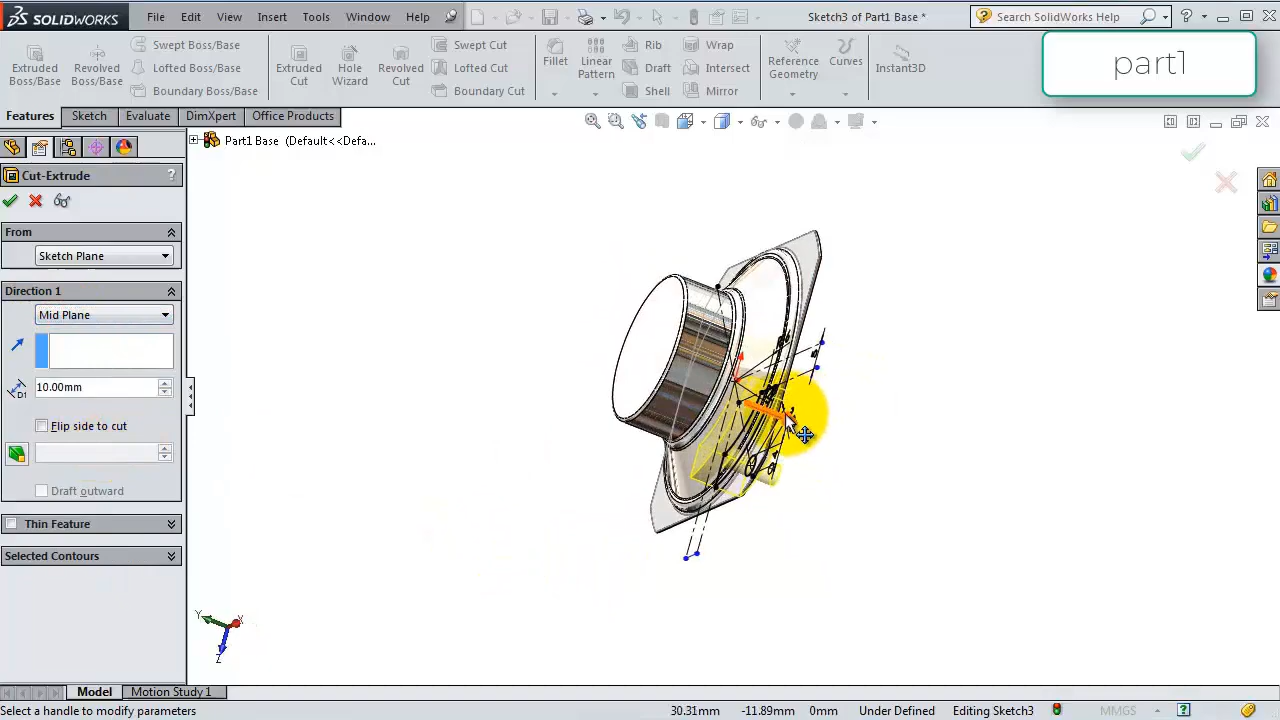 SOLIDWORKS File Edit View Insert Tools Window Help Sketch3 of Part1 Base * Search SolidWorks Help
part1
Extruded Boss/Base
Revolved Boss/Base
Swept Boss/Base
Lofted Boss/Base
Boundary Boss/Base
Extruded Cut
Hole Wizard
Revolved Cut
Swept Cut
Lofted Cut
Boundary Cut
Fillet
Linear Pattern
Rib
Draft
Shell
Wrap
Intersect
Mirror
Reference Geometry
Curves
Instant3D
Features Sketch Evaluate DimXpert Office Products
Part1 Base (Default<<Defa...
Cut-Extrude ?
From
Sketch Plane
Direction 1
Mid Plane
D1 10.00mm
Flip side to cut
Draft outward
Thin Feature
Selected Contours
Y X
Z
Model Motion Study 1
Select a handle to modify parameters 30.31mm -11.89mm 0mm Under Defined Editing Sketch3 MMGS ?